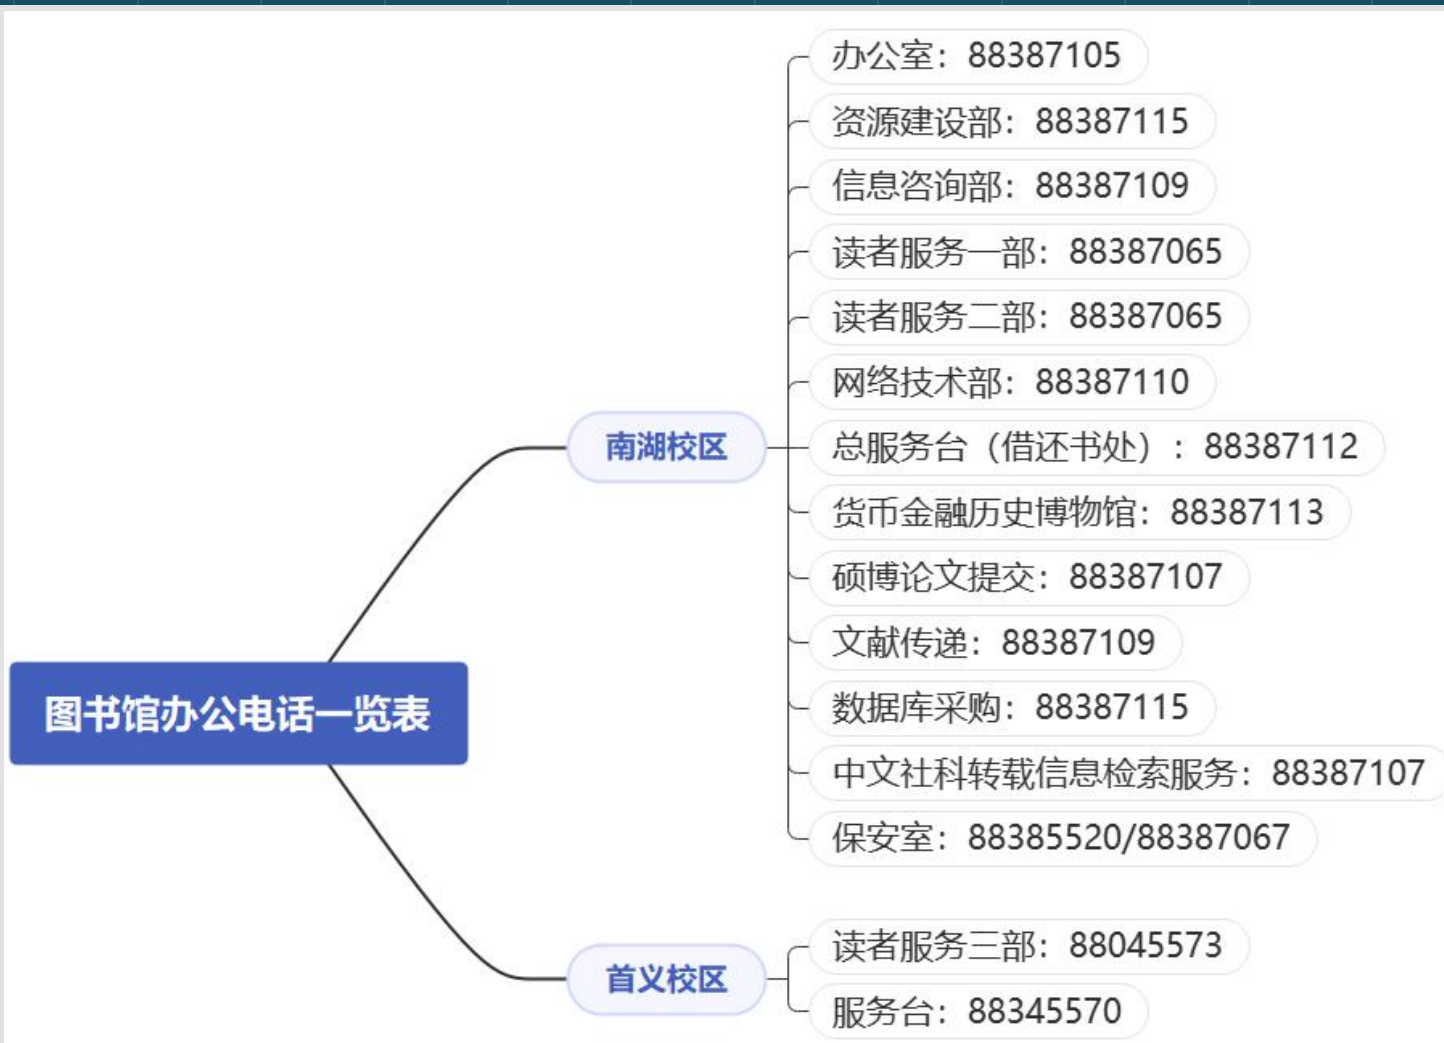 图书馆办公电话一览表
南湖校区
办公室：88387105
资源建设部：88387115
信息咨询部：88387109
读者服务一部：88387065
读者服务二部：88387065
网络技术部：88387110
总服务台（借还书处）：88387112
货币金融历史博物馆：88387113
硕博论文提交：88387107
文献传递：88387109
数据库采购：88387115
中文社科转载信息检索服务：88387107
保安室：88385520/88387067
首义校区
读者服务三部：88045573
服务台：88345570